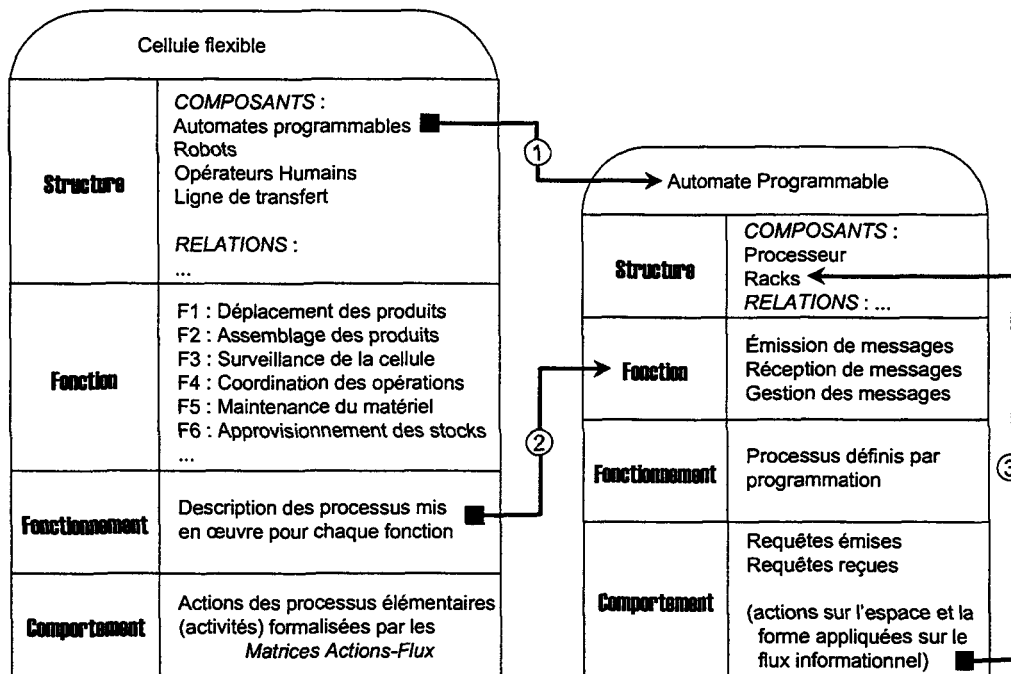 Cellule flexible
Structure
COMPOSANTS :
Automates programmables
Robots
Opérateurs Humains
Ligne de transfert
RELATIONS :
...
Fonction
F1 : Déplacement des produits
F2 : Assemblage des produits
F3 : Surveillance de la cellule
F4 : Coordination des opérations
F5 : Maintenance du matériel
F6 : Approvisionnement des stocks
...
Fonctionnement
Description des processus mis
en œuvre pour chaque fonction
Comportement
Actions des processus élémentaires
(activités) formalisées par les
Matrices Actions-Flux
1
2
Automate Programmable
Structure
COMPOSANTS :
Processeur
Racks
RELATIONS : ...
Fonction
Émission de messages
Réception de messages
Gestion des messages
Fonctionnement
Processus définis par
programmation
Comportement
Requêtes émises
Requêtes reçues
(actions sur l'espace et la
forme appliquées sur le
flux informationnel)
3